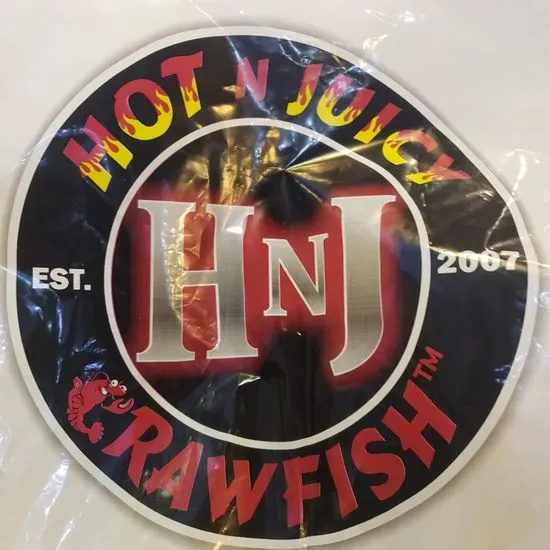 HOT N JUICY
EST. 2007
HNJ
CRAWFISH™